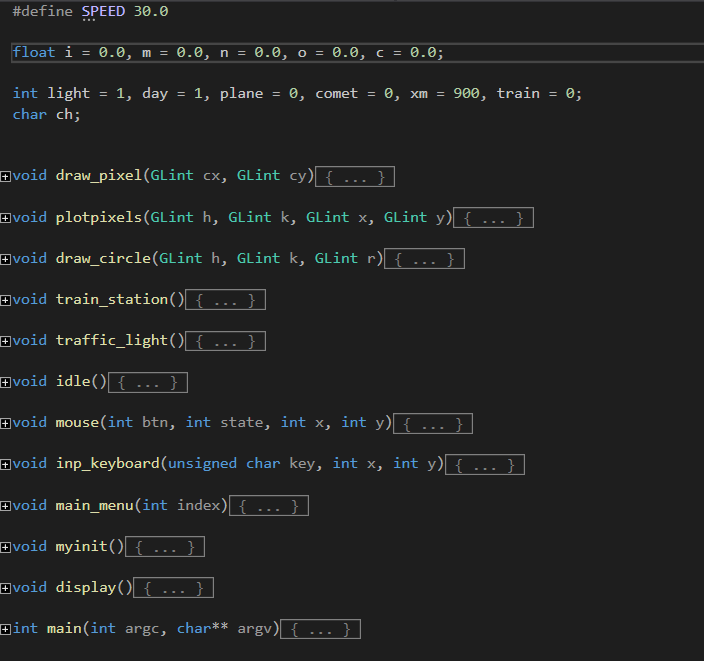 #define SPEED 30.0
float i = 0.0, m = 0.0, n = 0.0, o = 0.0, c = 0.0;
int light = 1, day = 1, plane = 0, comet = 0, xm = 900, train = 0;
char ch;
void draw_pixel(GLint cx, GLint cy){ ... }
void plotpixels(GLint h, GLint k, GLint x, GLint y){ ... }
void draw_circle(GLint h, GLint k, GLint r){ ... }
void train_station(){ ... }
void traffic_light(){ ... }
void idle(){ ... }
void mouse(int btn, int state, int x, int y){ ... }
void inp_keyboard(unsigned char key, int x, int y){ ... }
void main_menu(int index){ ... }
void myinit(){ ... }
void display(){ ... }
int main(int argc, char** argv){ ... }